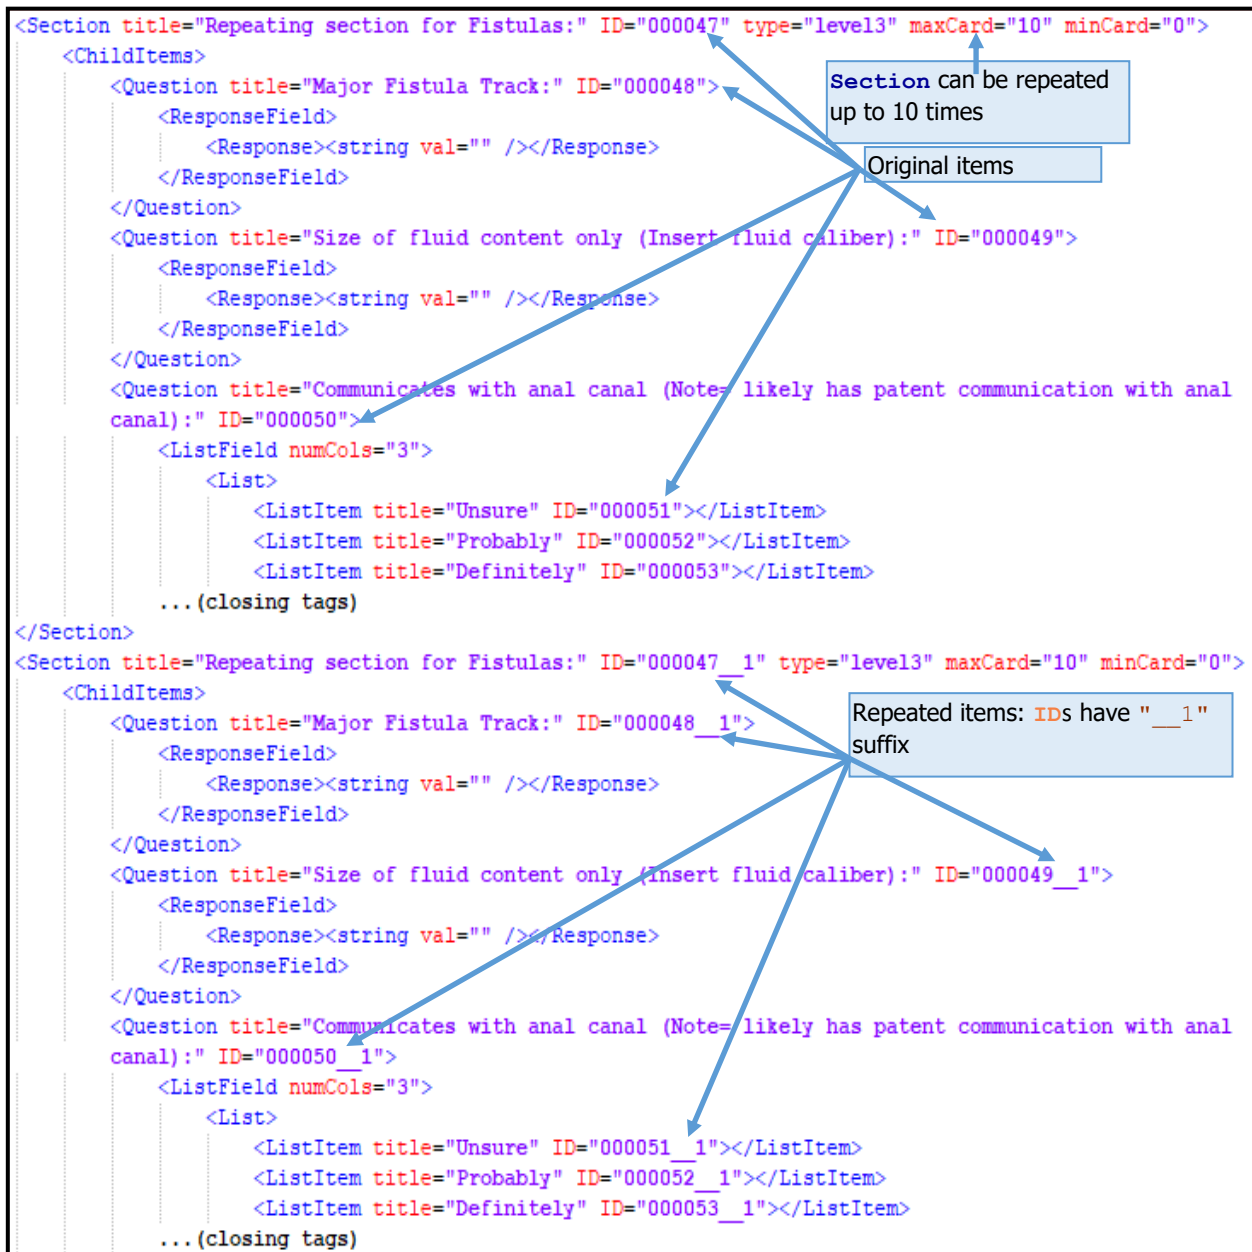 <Section title="Repeating section for Fistulas:" ID="000047" type="level3" maxCard="10" minCard="0">
<ChildItems>
<Question title="Major Fistula Track:" ID="000048">
Section can be repeated
up to 10 times
<ResponseField>
<Response><string val="" /></Response>
Original items
</ResponseField>
</Question>
<Question title="Size of fluid content only (Insert fluid caliber):" ID="000049">
<ResponseField>
<Response><string val="" /></Response>
</ResponseField>
</Question>
<Question title="Communicates with anal canal (Note= likely has patent communication with anal
canal):" ID="000050">
<ListField numCols="3">
<List>
<ListItem title="Unsure" ID="000051"></ListItem>
<ListItem title="Probably" ID="000052"></ListItem>
<ListItem title="Definitely" ID="000053"></ListItem>
...(closing tags)
</Section>
<Section title="Repeating section for Fistulas:" ID="000047__1" type="level3" maxCard="10" minCard="0">
<ChildItems>
<Question title="Major Fistula Track:" ID="000048__1">
Repeated items: IDs have "__1"
suffix
<ResponseField>
<Response><string val="" /></Response>
</ResponseField>
</Question>
<Question title="Size of fluid content only (Insert fluid caliber):" ID="000049__1">
<ResponseField>
<Response><string val="" /></Response>
</ResponseField>
</Question>
<Question title="Communicates with anal canal (Note= likely has patent communication with anal
canal):" ID="000050__1">
<ListField numCols="3">
<List>
<ListItem title="Unsure" ID="000051__1"></ListItem>
<ListItem title="Probably" ID="000052__1"></ListItem>
<ListItem title="Definitely" ID="000053__1"></ListItem>
...(closing tags)